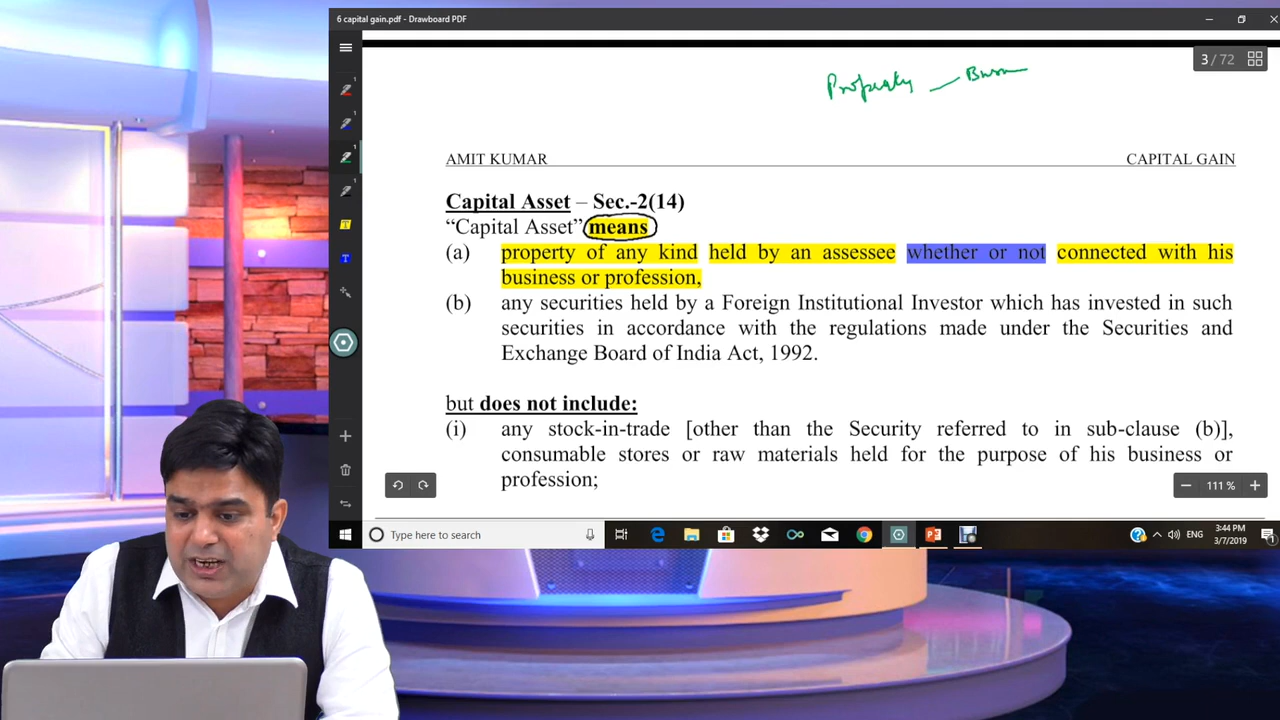 6 capital gain.pdf - Drawboard PDF
3 / 72
Property
AMIT KUMAR
CAPITAL GAIN
Capital Asset – Sec.-2(14)
“Capital Asset” means
(a) property of any kind held by an assessee whether or not connected with his
business or profession,
(b) any securities held by a Foreign Institutional Investor which has invested in such
securities in accordance with the regulations made under the Securities and
Exchange Board of India Act, 1992.
but does not include:
(i) any stock-in-trade [other than the Security referred to in sub-clause (b)],
consumable stores or raw materials held for the purpose of his business or
profession;
111 %
Type here to search
ENG
3:44 PM
3/7/2019